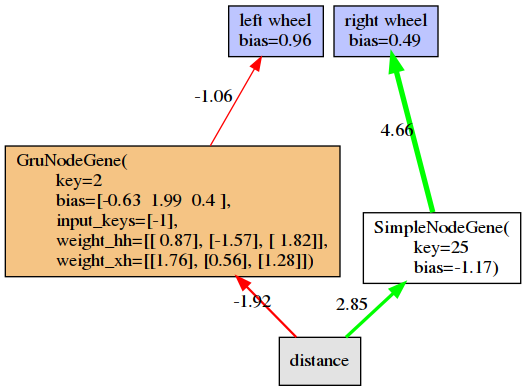 left wheel
bias=0.96
right wheel
bias=0.49
-1.06
4.66
GruNodeGene(
key=2
bias=[-0.63  1.99  0.4 ],
input_keys=[-1],
weight_hh=[[ 0.87], [-1.57], [ 1.82]],
weight_xh=[[1.76], [0.56], [1.28]])
SimpleNodeGene(
key=25
bias=-1.17)
-1.92
2.85
distance